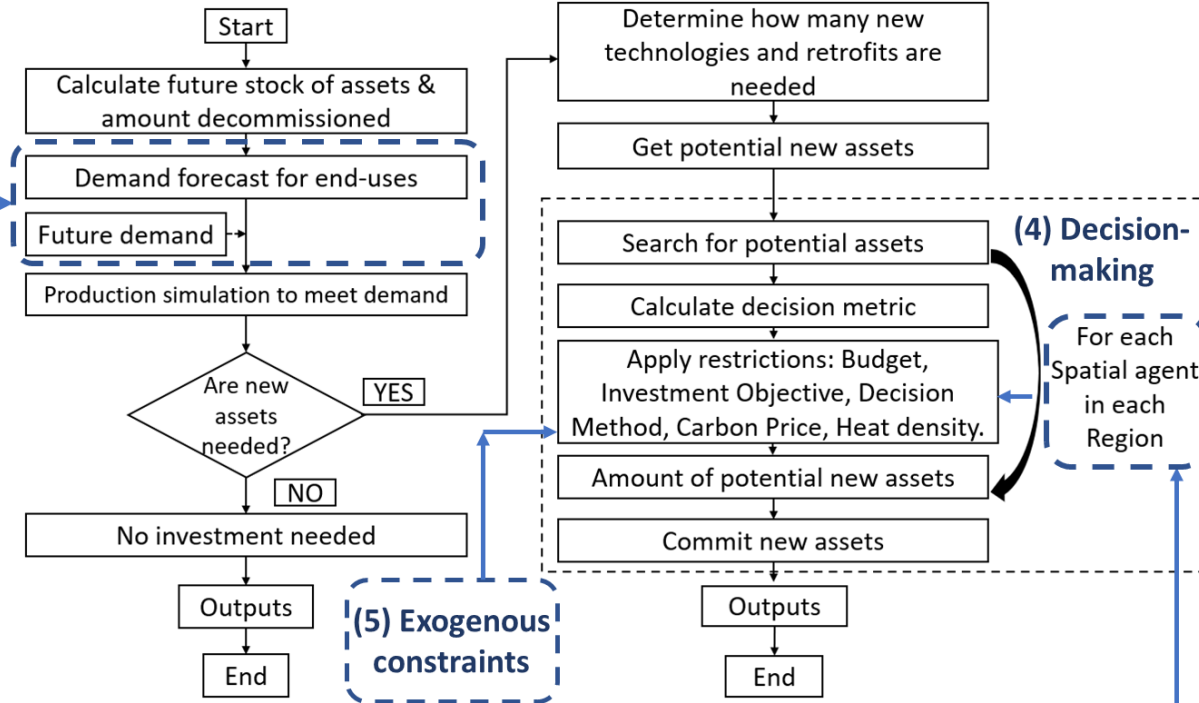 Start
Calculate future stock of assets &
amount decommissioned
Demand forecast for end-uses
Future demand
Production simulation to meet demand
Are new
assets
needed?
YES
NO
No investment needed
Outputs
End
Determine how many new
technologies and retrofits are
needed
Get potential new assets
(4) Decision-
making
Search for potential assets
Calculate decision metric
Apply restrictions: Budget,
Investment Objective, Decision
Method, Carbon Price, Heat density.
Amount of potential new assets
Commit new assets
For each
Spatial agent
in each
Region
Outputs
End
(5) Exogenous
constraints